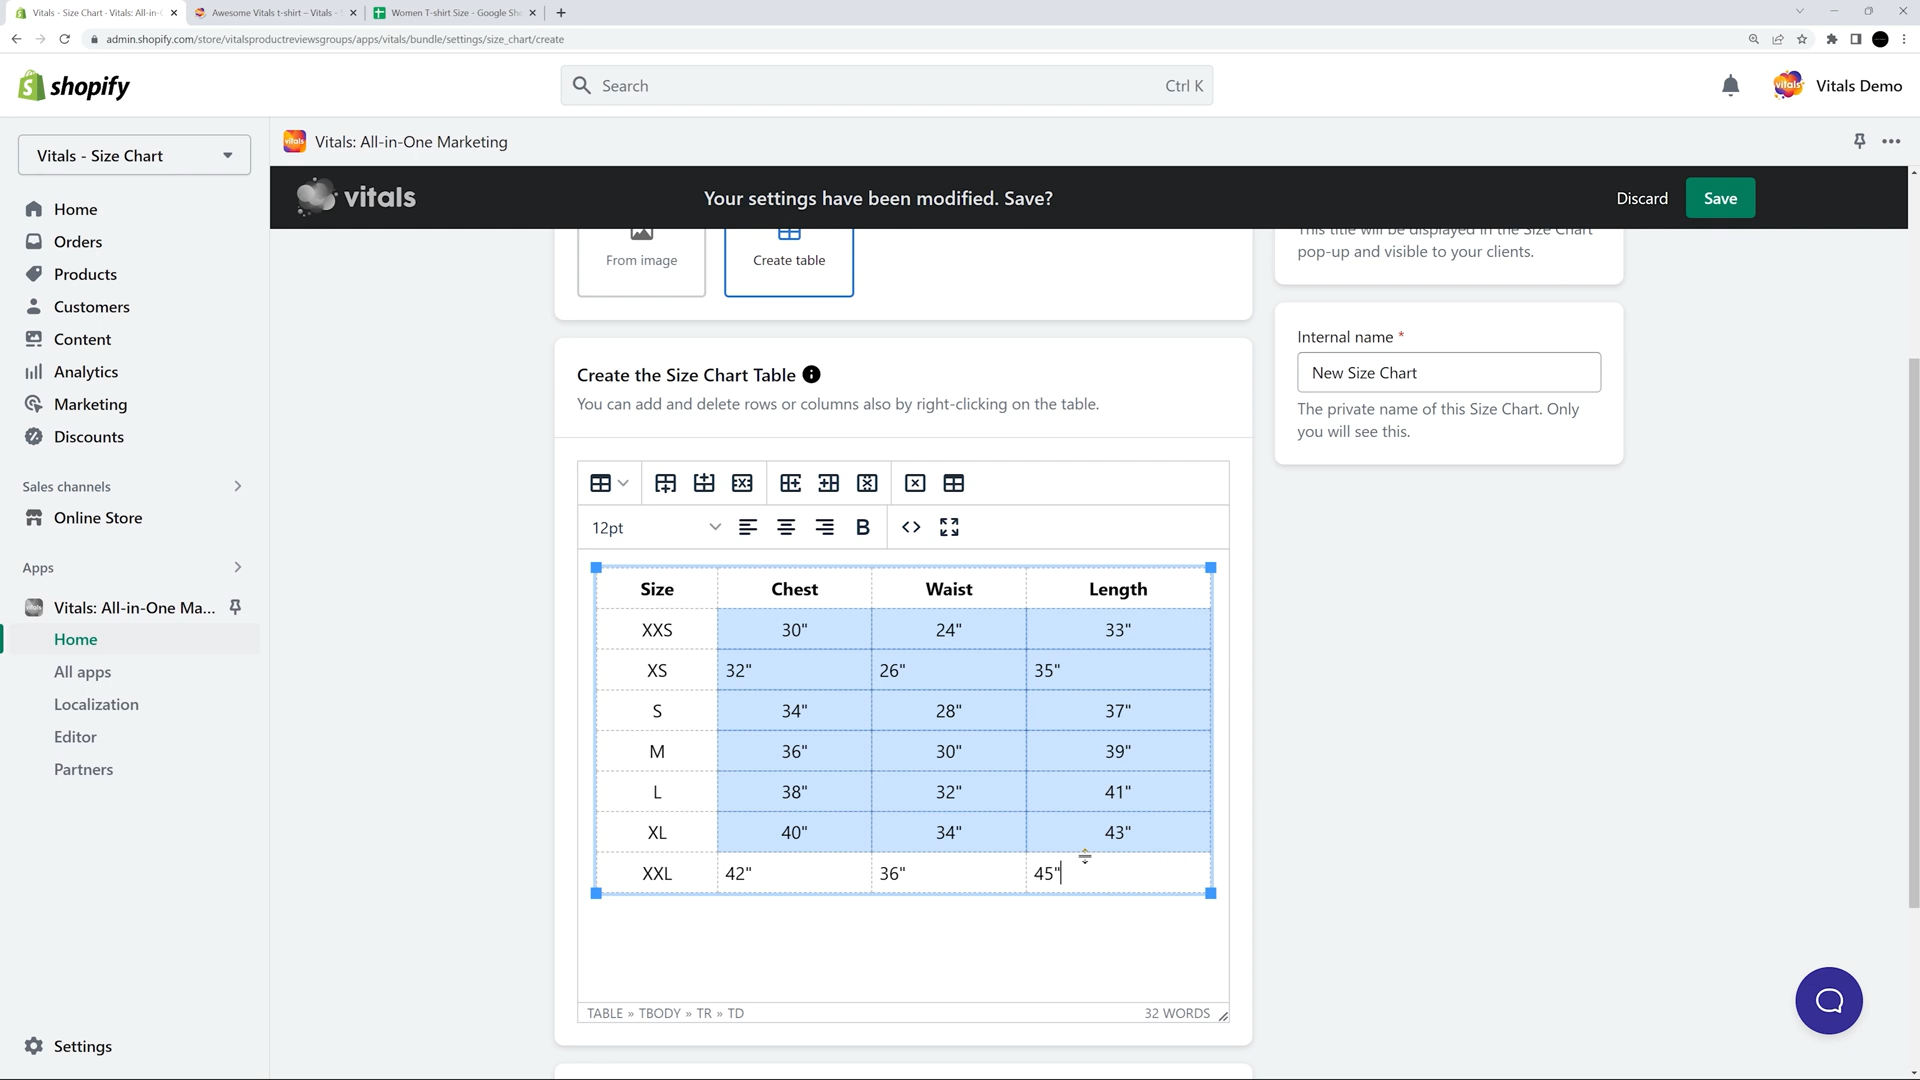 Vitals - Size Chart · Vitals: All-in-
Awesome Vitals t-shirt – Vitals -
Women T-shirt Size - Google She
admin.shopify.com/store/vitalsproductreviewsgroups/apps/vitals/bundle/settings/size_chart/create
shopify
Search
Ctrl K
vitals
Vitals Demo
Vitals - Size Chart
vitals
Vitals: All-in-One Marketing
vitals
Your settings have been modified. Save?
Discard
Save
Home
Orders
Products
Customers
Content
Analytics
Marketing
Discounts
Sales channels
Online Store
Apps
Vitals: All-in-One Ma...
Home
All apps
Localization
Editor
Partners
Settings
From image
Create table
This title will be displayed in the Size Chart
pop-up and visible to your clients.
Internal name *
New Size Chart
The private name of this Size Chart. Only
you will see this.
Create the Size Chart Table
You can add and delete rows or columns also by right-clicking on the table.
12pt
B
Size Chest Waist Length
XXS 30" 24" 33"
XS 32" 26" 35"
S 34" 28" 37"
M 36" 30" 39"
L 38" 32" 41"
XL 40" 34" 43"
XXL 42" 36" 45"
TABLE » TBODY » TR » TD
32 WORDS